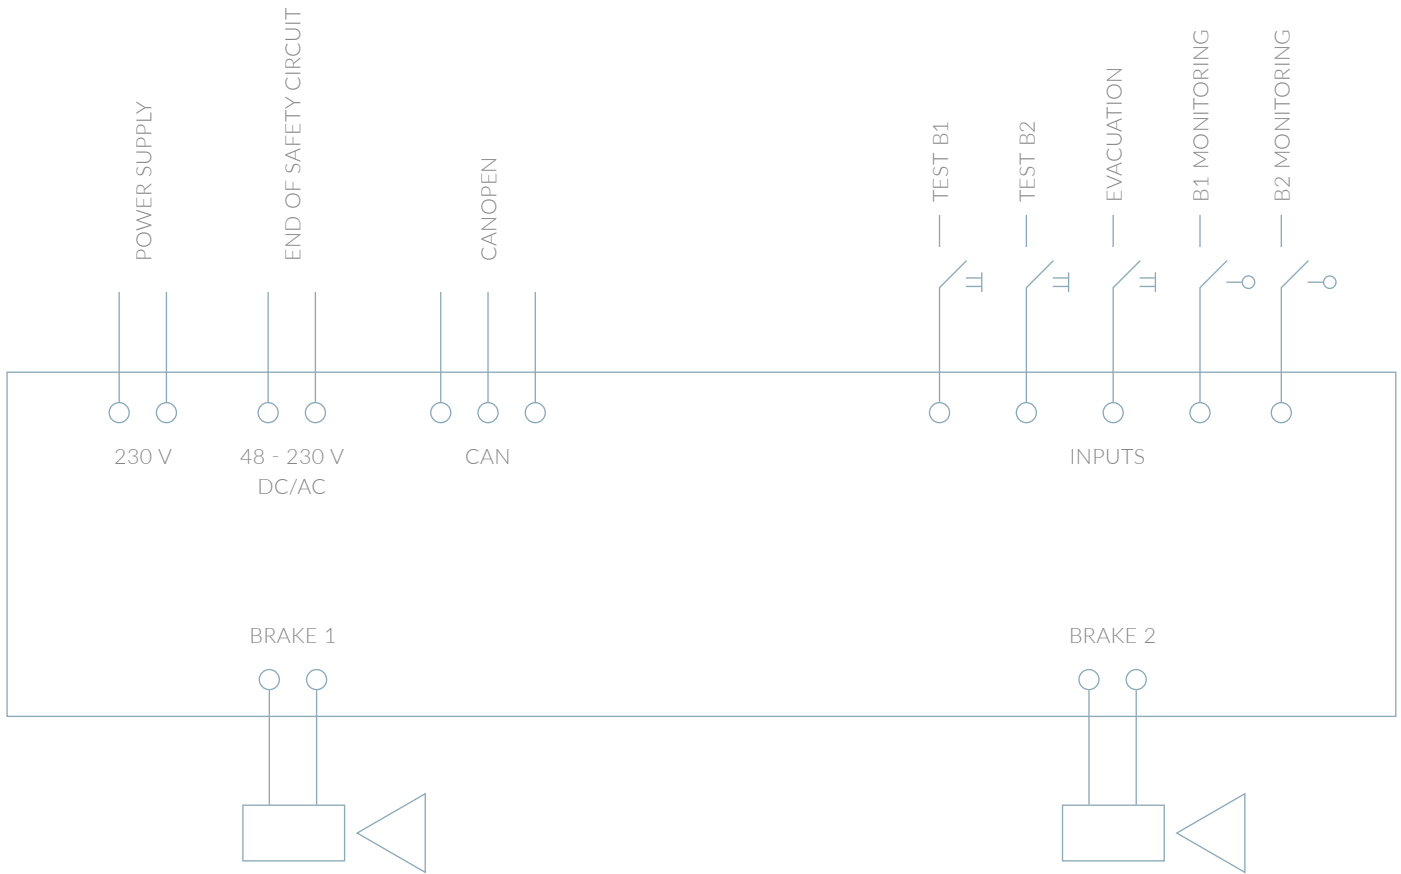 POWER SUPPLY
END OF SAFETY CIRCUIT
CANOPEN
TEST B1
TEST B2
EVACUATION
B1 MONITORING
B2 MONITORING
230 V
48 - 230 V
DC/AC
CAN
INPUTS
BRAKE 1
BRAKE 2